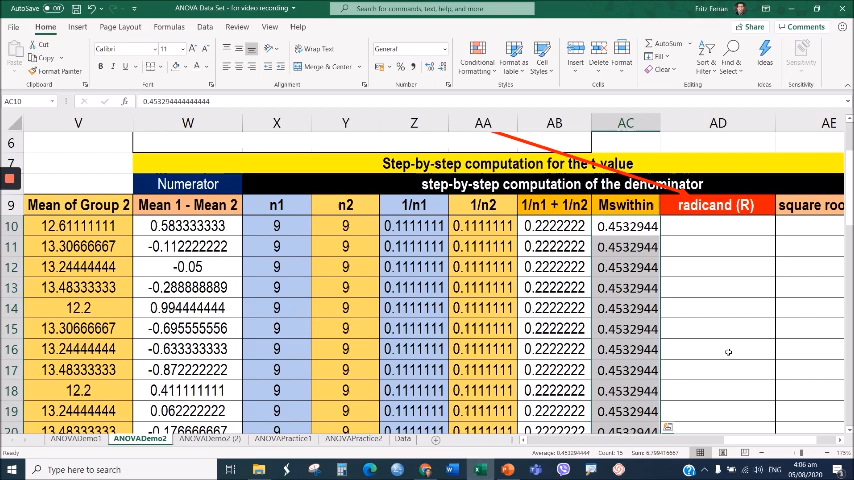 AutoSave Off ANOVA Data Set - for video recording Search for commands, text, help, and more Fritz Ferran
File Home Insert Page Layout Formulas Data Review View Help Share Comments
Cut Calibri 11 Wrap Text General AutoSum
Copy Fill
Paste Format Painter Merge & Center Conditional Formatting Format as Table Cell Styles Insert Delete Format Clear Sort & Filter Find & Select Ideas Sensitivity
Clipboard Font Alignment Number Styles Cells Editing Ideas Sensitivity
AC10 fx 0.453294444444444
V W X Y Z AA AB AC AD AE
6
7 Step-by-step computation for the t-value
Numerator step-by-step computation of the denominator
9 Mean of Group 2 Mean 1 - Mean 2 n1 n2 1/n1 1/n2 1/n1 + 1/n2 Mswithin radicand (R) square roo
10 12.61111111 0.583333333 9 9 0.1111111 0.1111111 0.2222222 0.4532944
11 13.30666667 -0.112222222 9 9 0.1111111 0.1111111 0.2222222 0.4532944
12 13.24444444 -0.05 9 9 0.1111111 0.1111111 0.2222222 0.4532944
13 13.48333333 -0.288888889 9 9 0.1111111 0.1111111 0.2222222 0.4532944
14 12.2 0.994444444 9 9 0.1111111 0.1111111 0.2222222 0.4532944
15 13.30666667 -0.695555556 9 9 0.1111111 0.1111111 0.2222222 0.4532944
16 13.24444444 -0.633333333 9 9 0.1111111 0.1111111 0.2222222 0.4532944
17 13.48333333 -0.872222222 9 9 0.1111111 0.1111111 0.2222222 0.4532944
18 12.2 0.411111111 9 9 0.1111111 0.1111111 0.2222222 0.4532944
19 13.24444444 0.062222222 9 9 0.1111111 0.1111111 0.2222222 0.4532944
20 13.48333333 -0.176666667 9 9 0.1111111 0.1111111 0.2222222 0.4532944
ANOVADemo1 ANOVADemo2 ANOVADemo2 (2) ANOVAPractice1 ANOVAPractice2 Data
Average: 0.453294444 Count: 15 Sum: 6.799416667 175%
Type here to search ENG 4:06 am
05/08/2020